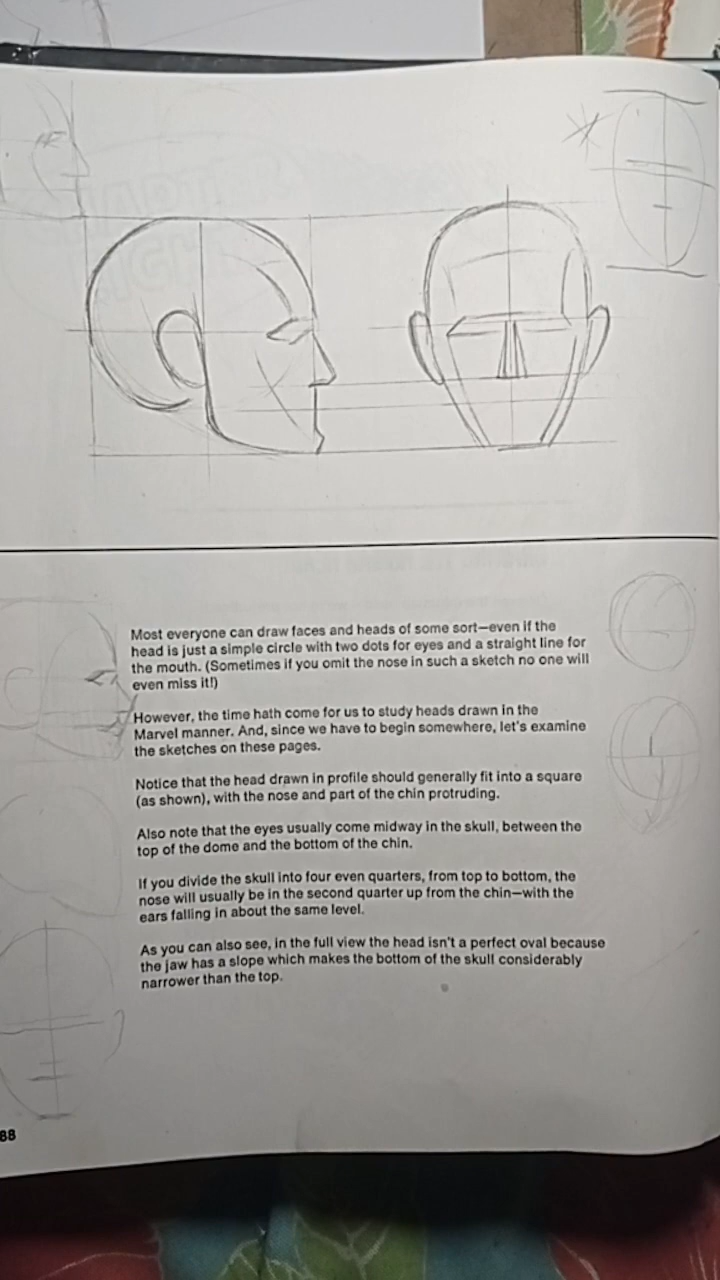 Most everyone can draw faces and heads of some sort—even if the
head is just a simple circle with two dots for eyes and a straight line for
the mouth. (Sometimes if you omit the nose in such a sketch no one will
even miss it!)
However, the time hath come for us to study heads drawn in the
Marvel manner. And, since we have to begin somewhere, let's examine
the sketches on these pages.
Notice that the head drawn in profile should generally fit into a square
(as shown), with the nose and part of the chin protruding.
Also note that the eyes usually come midway in the skull, between the
top of the dome and the bottom of the chin.
If you divide the skull into four even quarters, from top to bottom, the
nose will usually be in the second quarter up from the chin—with the
ears falling in about the same level.
As you can also see, in the full view the head isn't a perfect oval because
the jaw has a slope which makes the bottom of the skull considerably
narrower than the top.
88